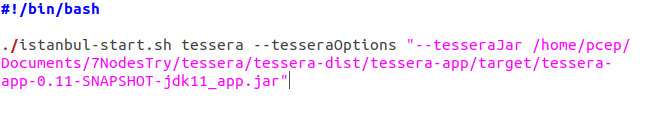 #!/bin/bash
./istanbul-start.sh tessera --tesseraOptions "--tesseraJar /home/pcep/
Documents/7NodesTry/tessera/tessera-dist/tessera-app/target/tessera-
app-0.11-SNAPSHOT-jdk11_app.jar"